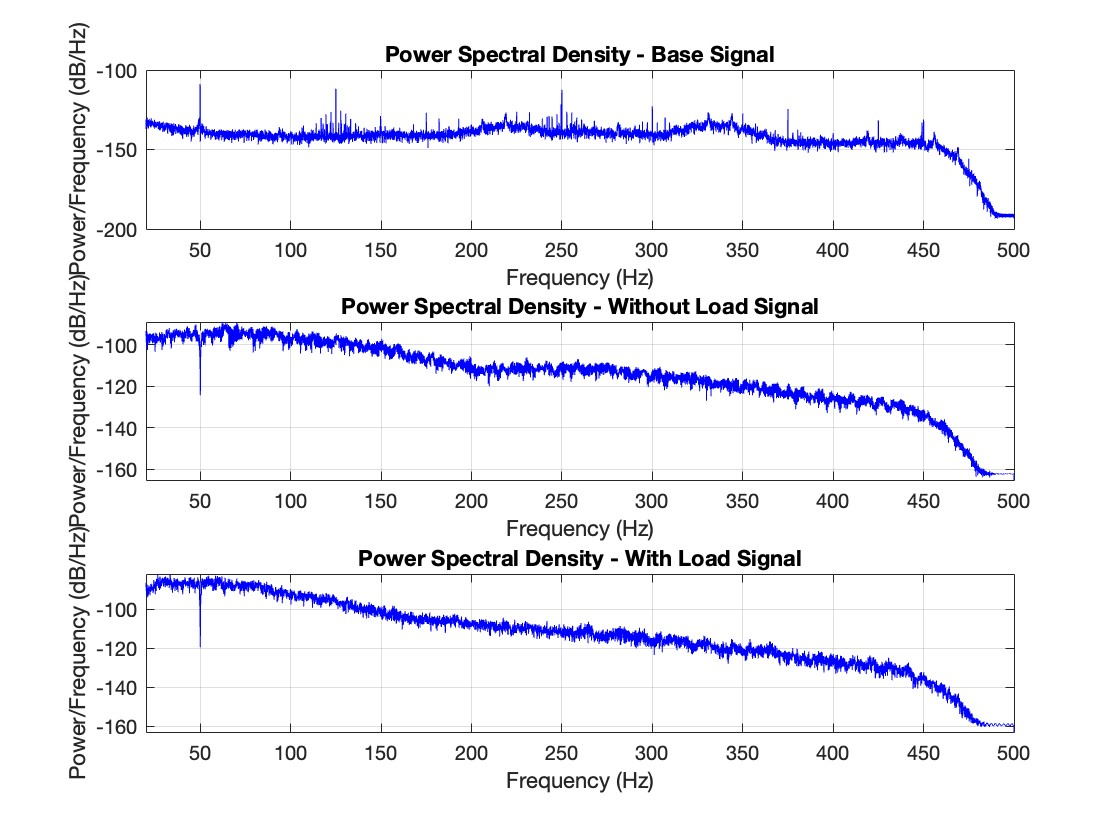 Power Spectral Density - Base Signal
Power/Frequency (dB/Hz)
-100
-150
-200
50 100 150 200 250 300 350 400 450 500
Frequency (Hz)
Power Spectral Density - Without Load Signal
Power/Frequency (dB/Hz)
-100
-120
-140
-160
50 100 150 200 250 300 350 400 450 500
Frequency (Hz)
Power Spectral Density - With Load Signal
Power/Frequency (dB/Hz)
-100
-120
-140
-160
50 100 150 200 250 300 350 400 450 500
Frequency (Hz)